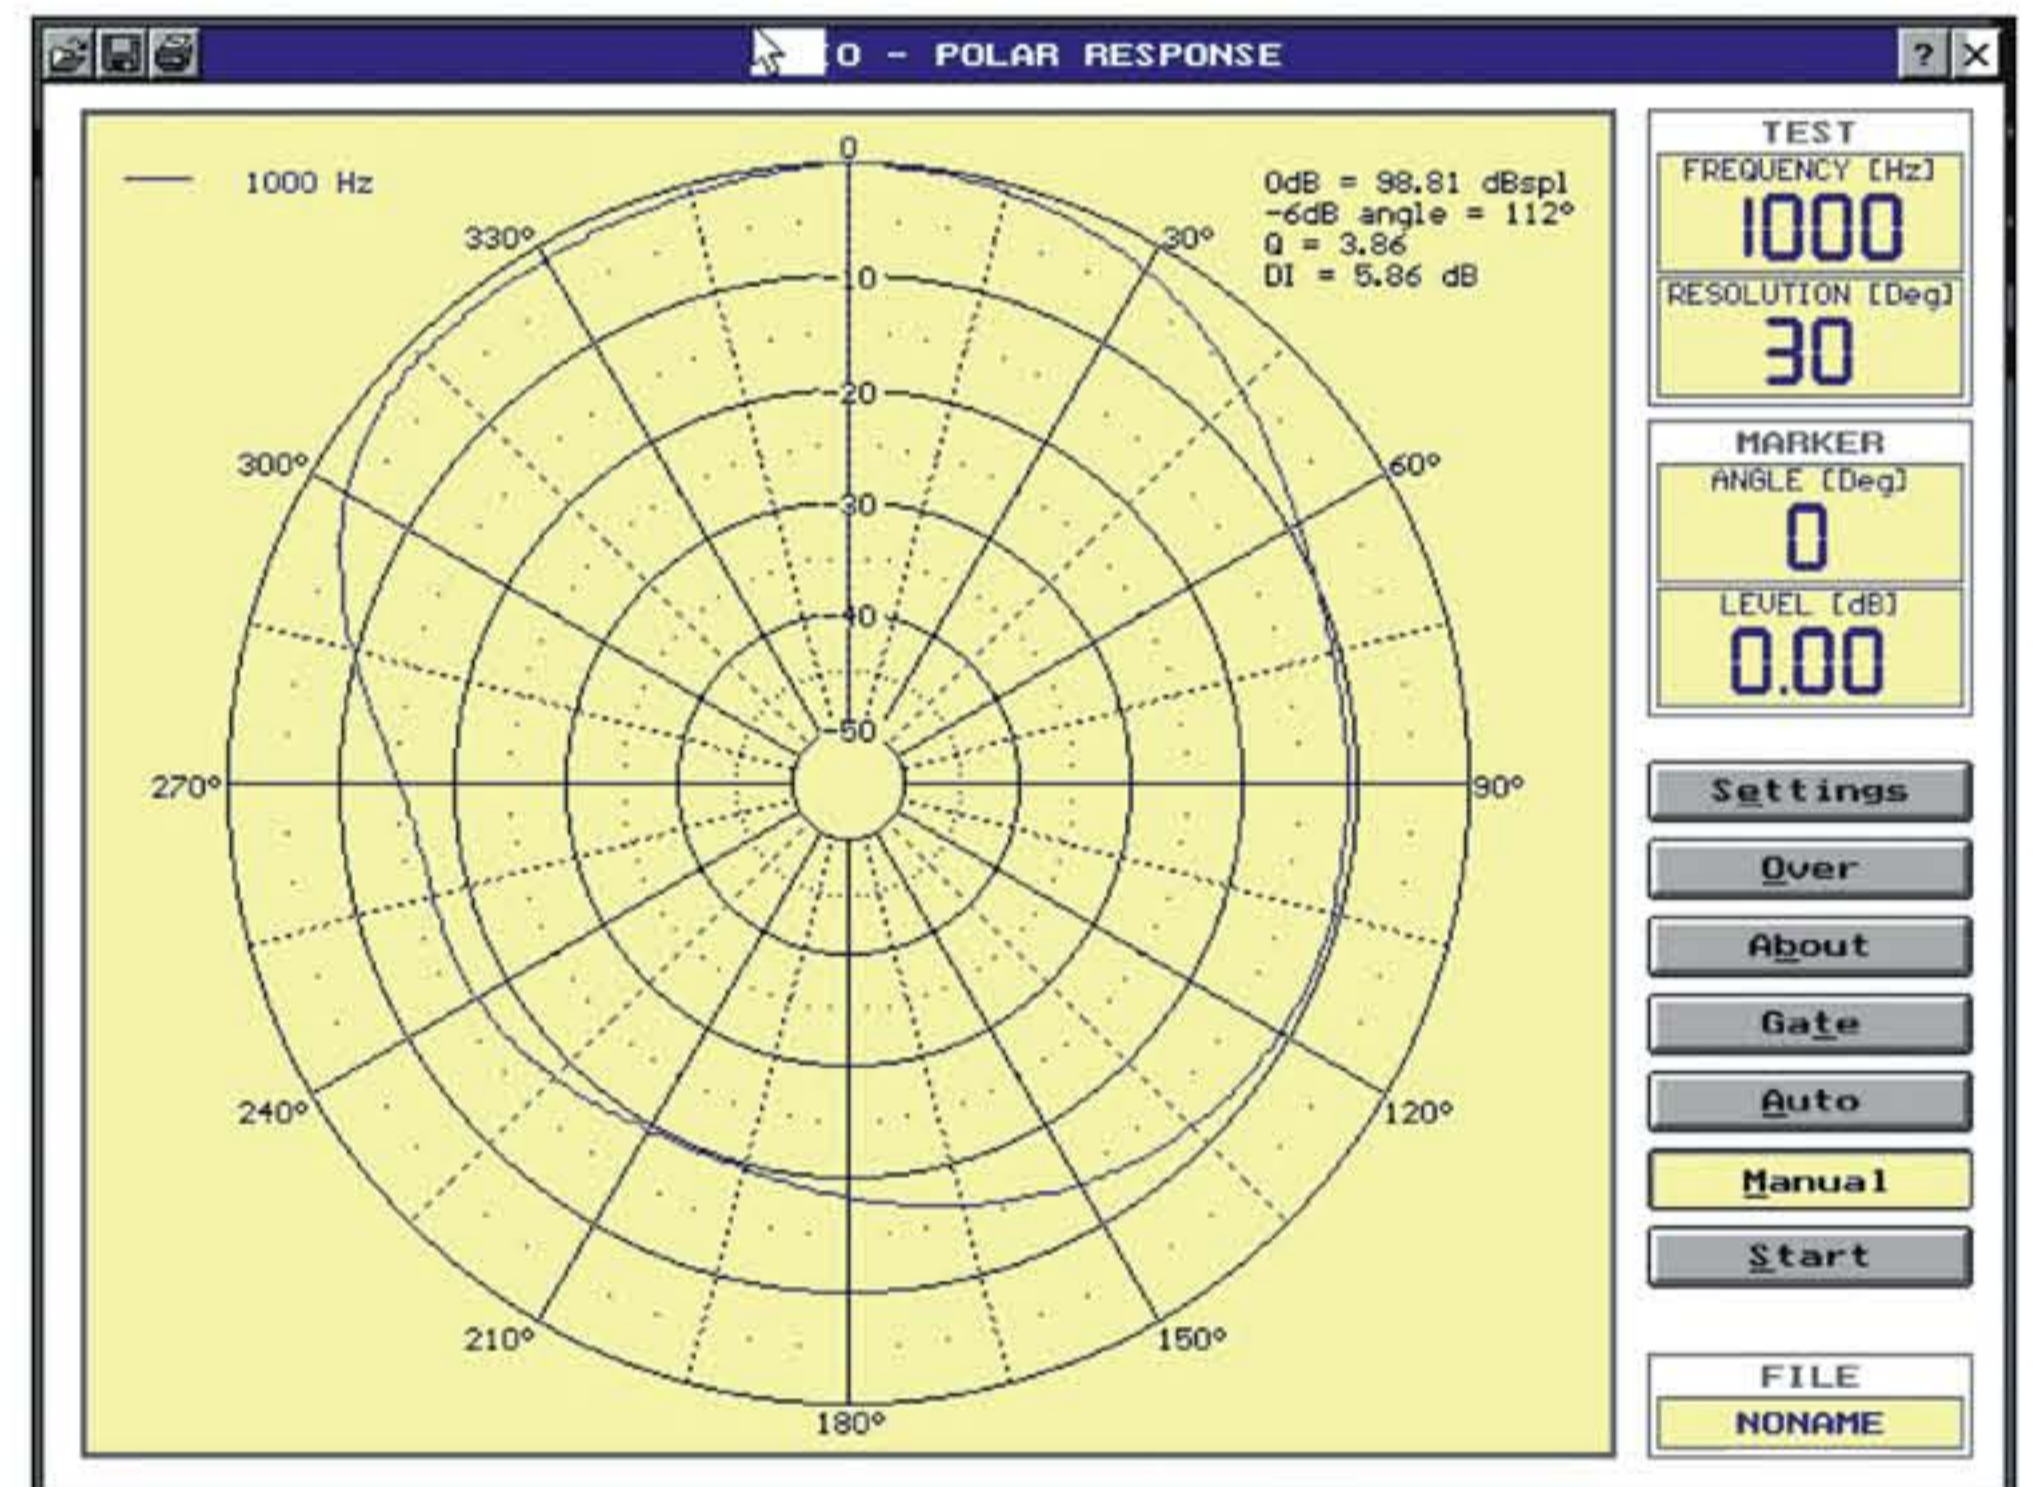 O - POLAR RESPONSE
?
1000 Hz
0dB = 98.81 dBspl
-6dB angle = 112°
Q = 3.86
DI = 5.86 dB
0
330°
30°
-10
-20
300°
60°
-30
-40
-50
270°
90°
240°
120°
210°
150°
180°
TEST
FREQUENCY [Hz]
1000
RESOLUTION [Deg]
30
MARKER
ANGLE [Deg]
0
LEVEL [dB]
0.00
Settings
Over
About
Gate
Auto
Manual
Start
FILE
NONAME